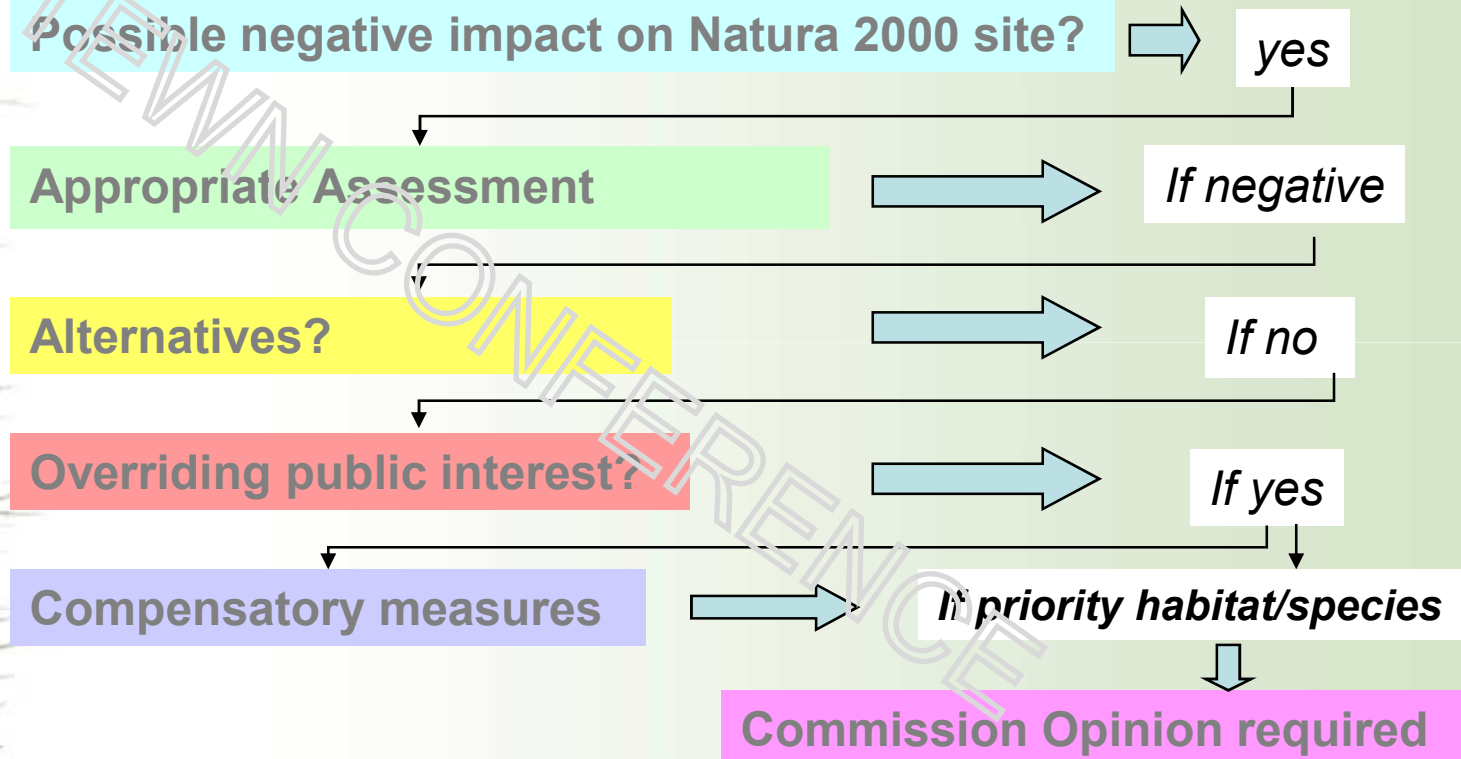 Possible negative impact on Natura 2000 site?
yes
Appropriate Assessment
If negative
Alternatives?
If no
Overriding public interest?
If yes
Compensatory measures
If priority habitat/species
Commission Opinion required
EWN CONFERENCE